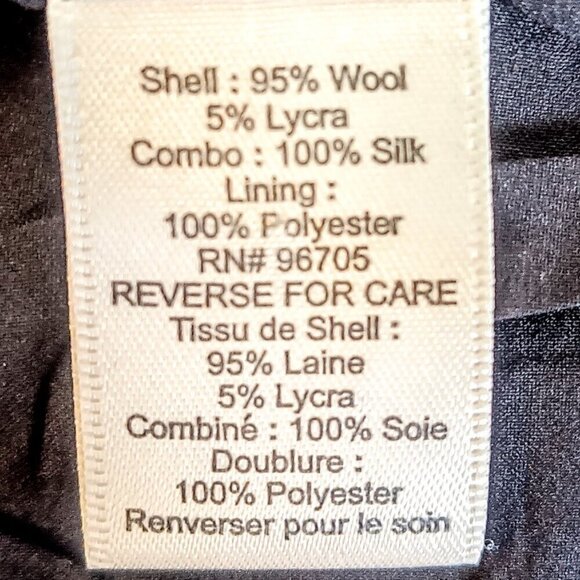 Shell : 95% Wool
5% Lycra
Combo : 100% Silk
Lining :
100% Polyester
RN# 96705
REVERSE FOR CARE
Tissu de Shell :
95% Laine
5% Lycra
Combiné : 100% Soie
Doublure :
100% Polyester
Renverser pour le soin